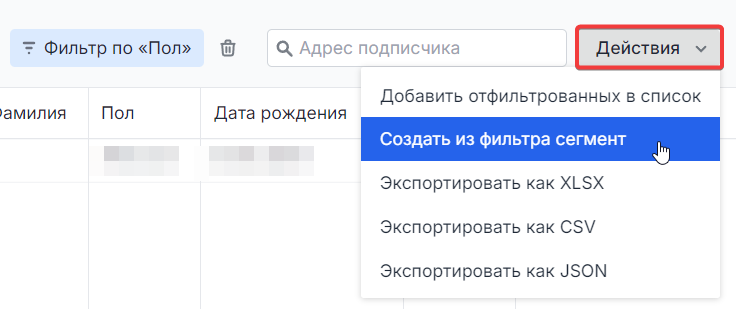 Фильтр по «Пол»
Адрес подписчика
Действия
Добавить отфильтрованных в список
Фамилия
Пол
Дата рождения
Создать из фильтра сегмент
Экспортировать как XLSX
Экспортировать как CSV
Экспортировать как JSON